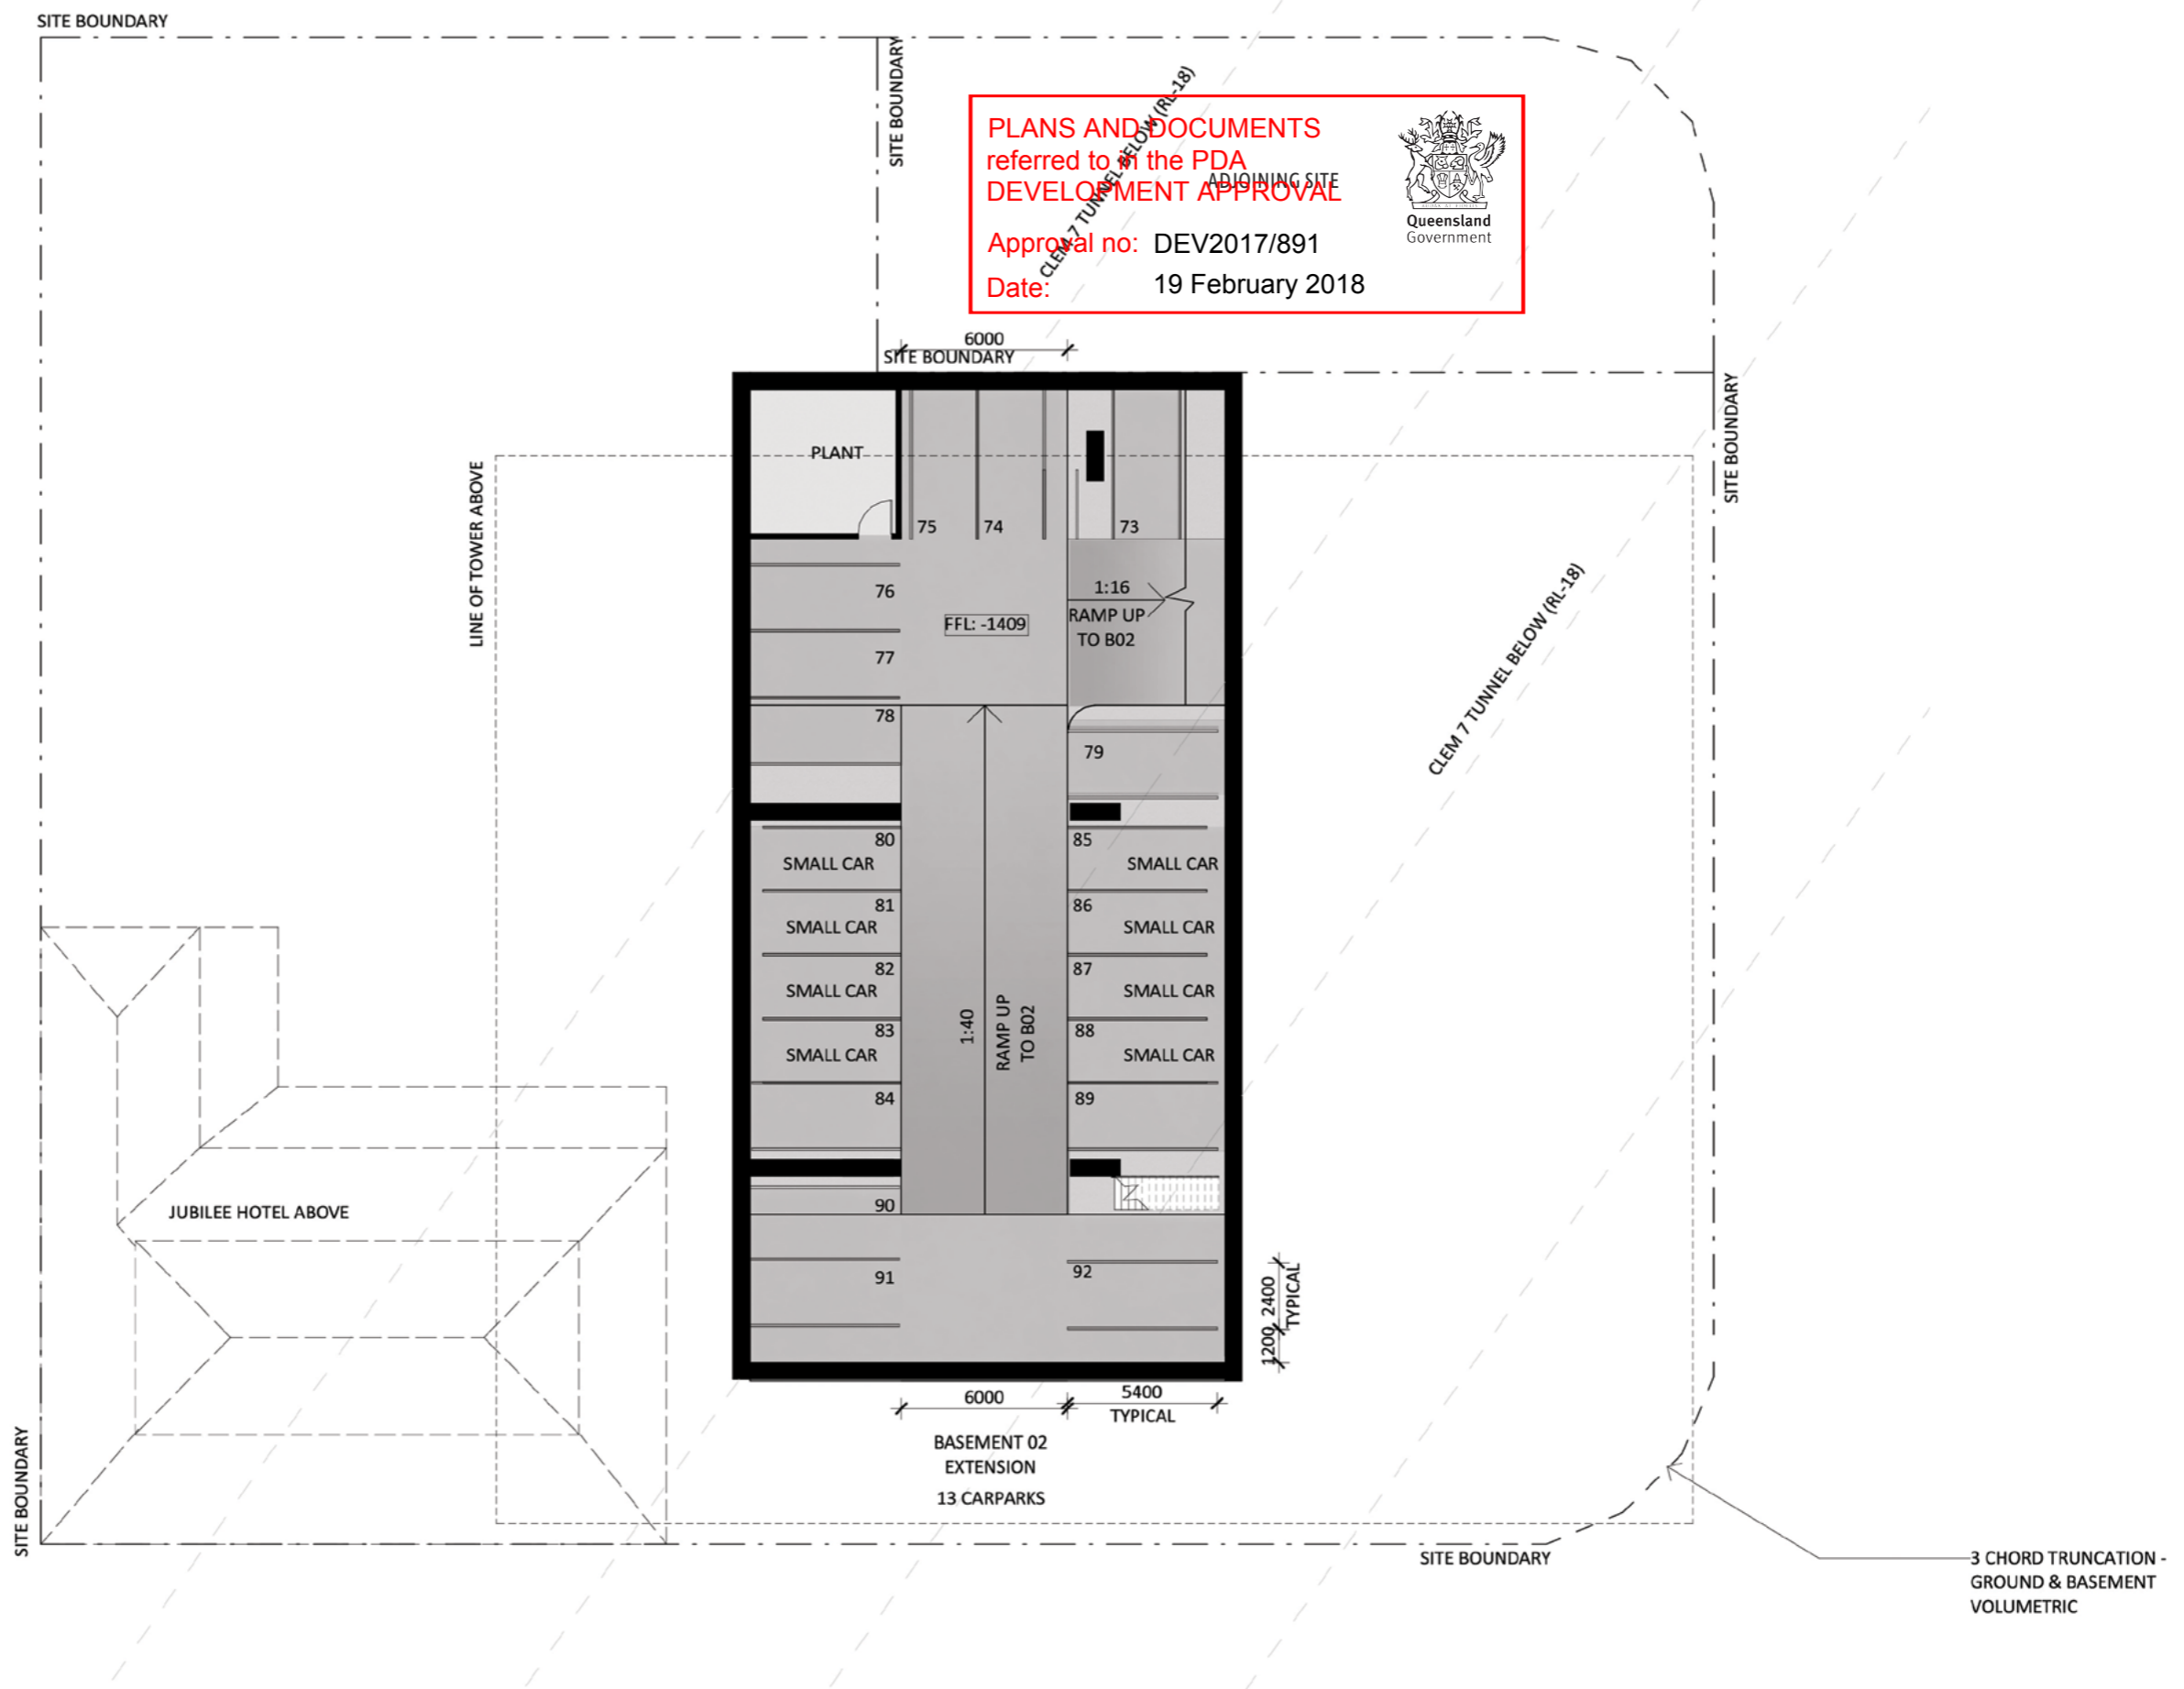 SITE BOUNDARY
SITE BOUNDARY
CLEM 7 TUNNEL BELOW (RL-18)
PLANS AND DOCUMENTS
referred to in the PDA
DEVELOPMENT APPROVAL
ADJOINING SITE
Approval no: DEV2017/891
Date: 19 February 2018
Queensland
Government
6000
SITE BOUNDARY
SITE BOUNDARY
LINE OF TOWER ABOVE
PLANT
75
74
73
76
1:16
RAMP UP
TO B02
FFL: -1409
77
78
79
CLEM 7 TUNNEL BELOW (RL-18)
80
SMALL CAR
85
SMALL CAR
81
SMALL CAR
86
SMALL CAR
82
SMALL CAR
87
SMALL CAR
83
SMALL CAR
88
SMALL CAR
1:40
RAMP UP
TO B02
84
89
90
JUBILEE HOTEL ABOVE
91
92
2400
TYPICAL
1200
6000
5400
TYPICAL
BASEMENT 02
EXTENSION
13 CARPARKS
SITE BOUNDARY
SITE BOUNDARY
3 CHORD TRUNCATION -
GROUND & BASEMENT
VOLUMETRIC